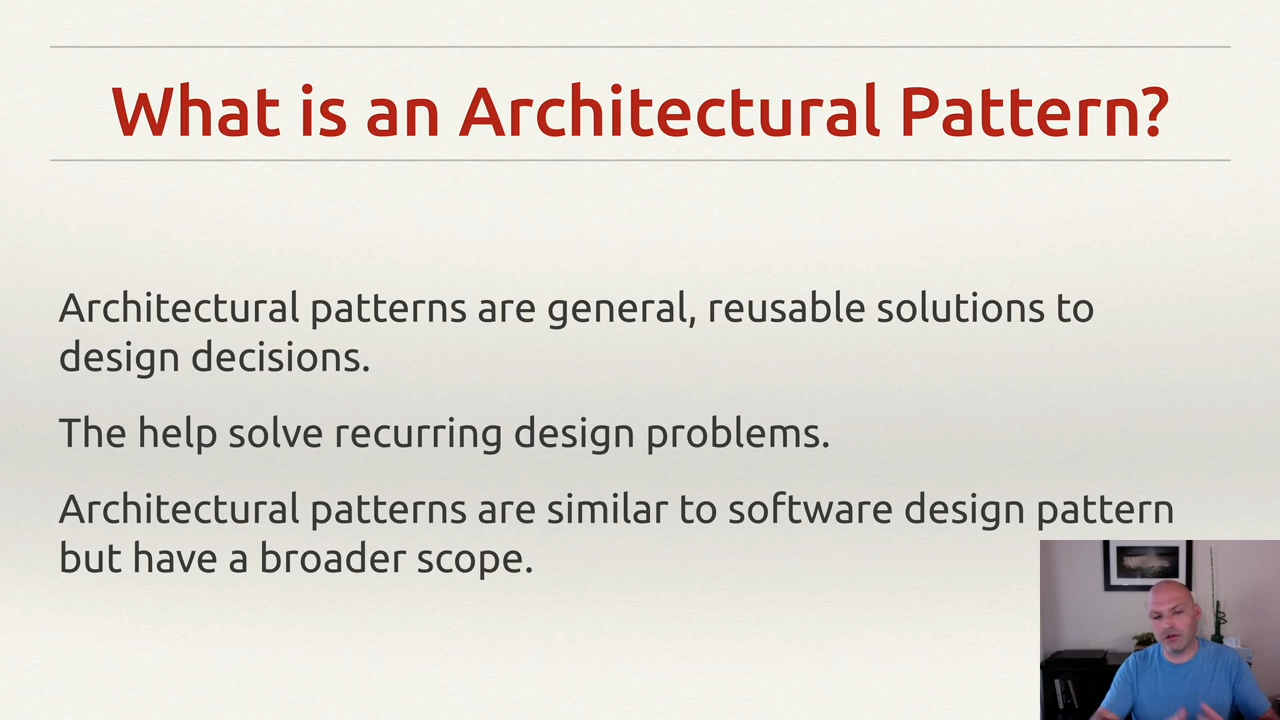 What is an Architectural Pattern?
Architectural patterns are general, reusable solutions to
design decisions.
The help solve recurring design problems.
Architectural patterns are similar to software design pattern
but have a broader scope.